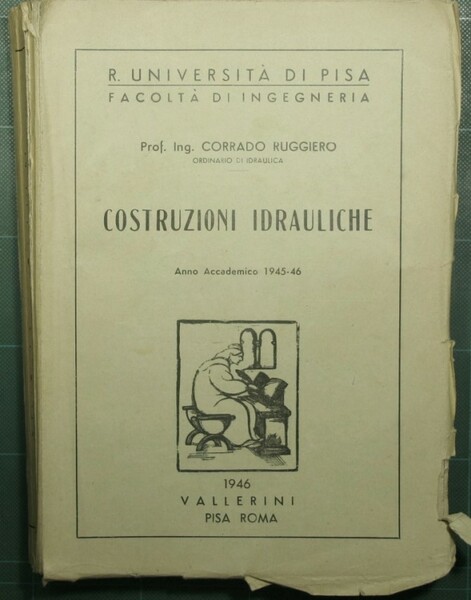 R. UNIVERSITÀ DI PISA
FACOLTÀ DI INGEGNERIA
Prof. Ing. CORRADO RUGGIERO
ORDINARIO DI IDRAULICA
COSTRUZIONI IDRAULICHE
Anno Accademico 1945-46
1946
VALLERINI
PISA ROMA